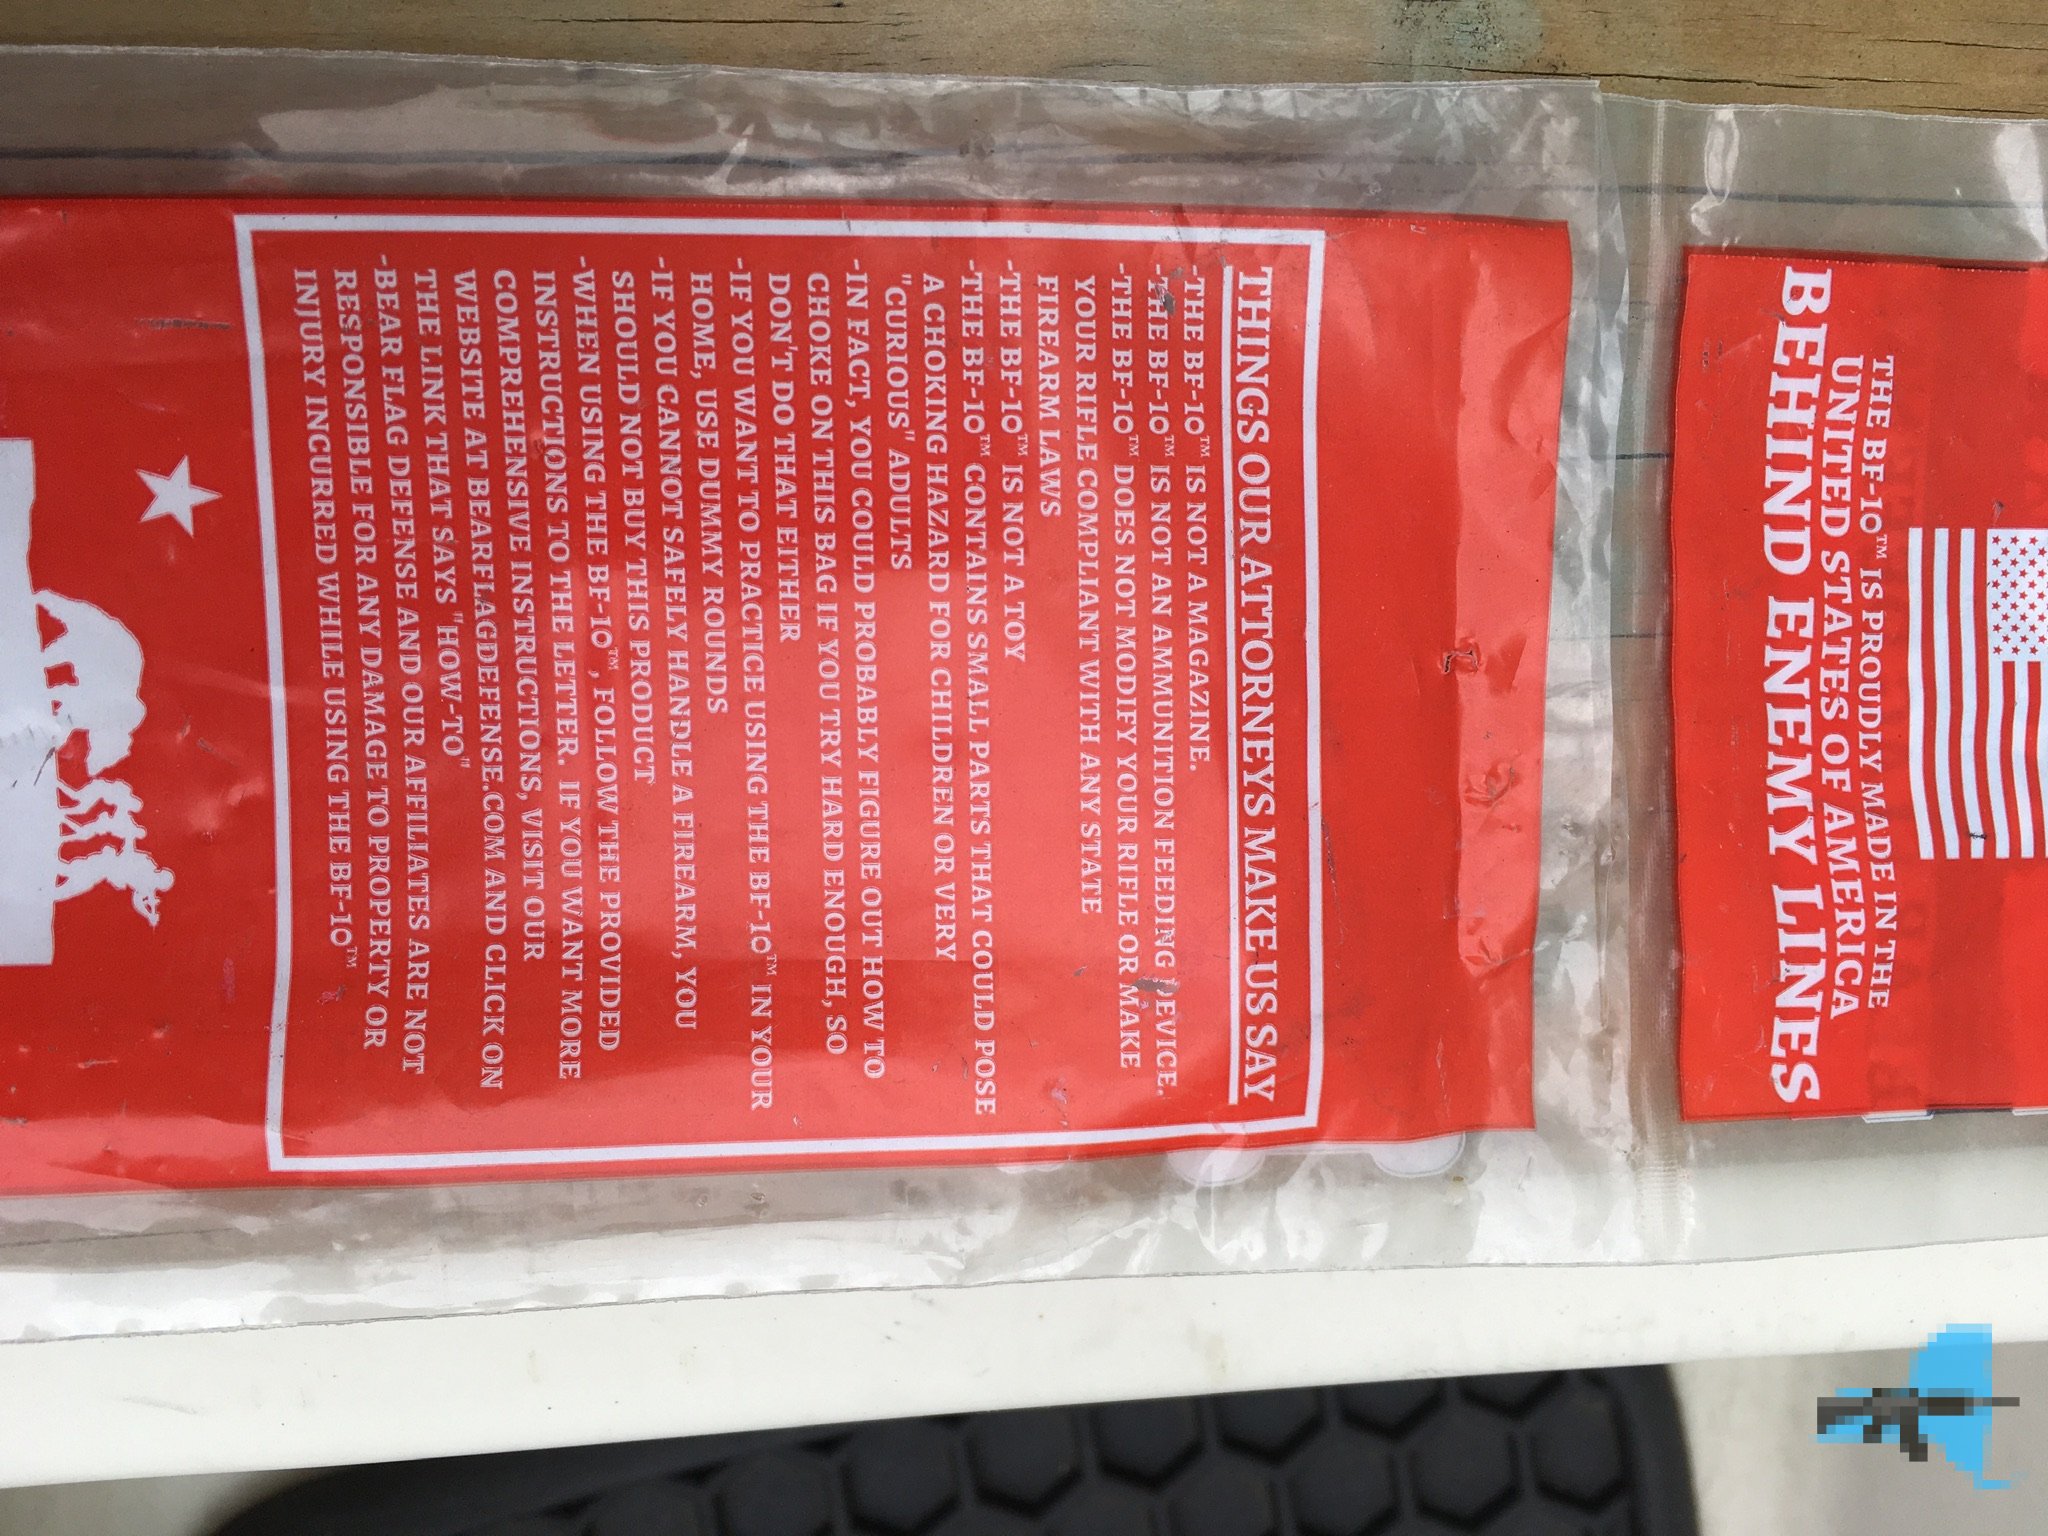 THE BF-10™ IS PROUDLY MADE IN THE
UNITED STATES OF AMERICA
BEHIND ENEMY LINES
THINGS OUR ATTORNEYS MAKE US SAY
-THE BF-10™ IS NOT A MAGAZINE.
-THE BF-10™ IS NOT AN AMMUNITION FEEDING DEVICE.
-THE BF-10™ DOES NOT MODIFY YOUR RIFLE OR MAKE
YOUR RIFLE COMPLIANT WITH ANY STATE
FIREARM LAWS
-THE BF-10™ IS NOT A TOY
-THE BF-10™ CONTAINS SMALL PARTS THAT COULD POSE
A CHOKING HAZARD FOR CHILDREN OR VERY
"CURIOUS" ADULTS
-IN FACT, YOU COULD PROBABLY FIGURE OUT HOW TO
CHOKE ON THIS BAG IF YOU TRY HARD ENOUGH, SO
DON'T DO THAT EITHER
-IF YOU WANT TO PRACTICE USING THE BF-10™ IN YOUR
HOME, USE DUMMY ROUNDS
-IF YOU CANNOT SAFELY HANDLE A FIREARM, YOU
SHOULD NOT BUY THIS PRODUCT
-WHEN USING THE BF-10™, FOLLOW THE PROVIDED
INSTRUCTIONS TO THE LETTER. IF YOU WANT MORE
COMPREHENSIVE INSTRUCTIONS, VISIT OUR
WEBSITE AT BEARFLAGDEFENSE.COM AND CLICK ON
THE LINK THAT SAYS "HOW-TO"
-BEAR FLAG DEFENSE AND OUR AFFILIATES ARE NOT
RESPONSIBLE FOR ANY DAMAGE TO PROPERTY OR
INJURY INCURRED WHILE USING THE BF-10™